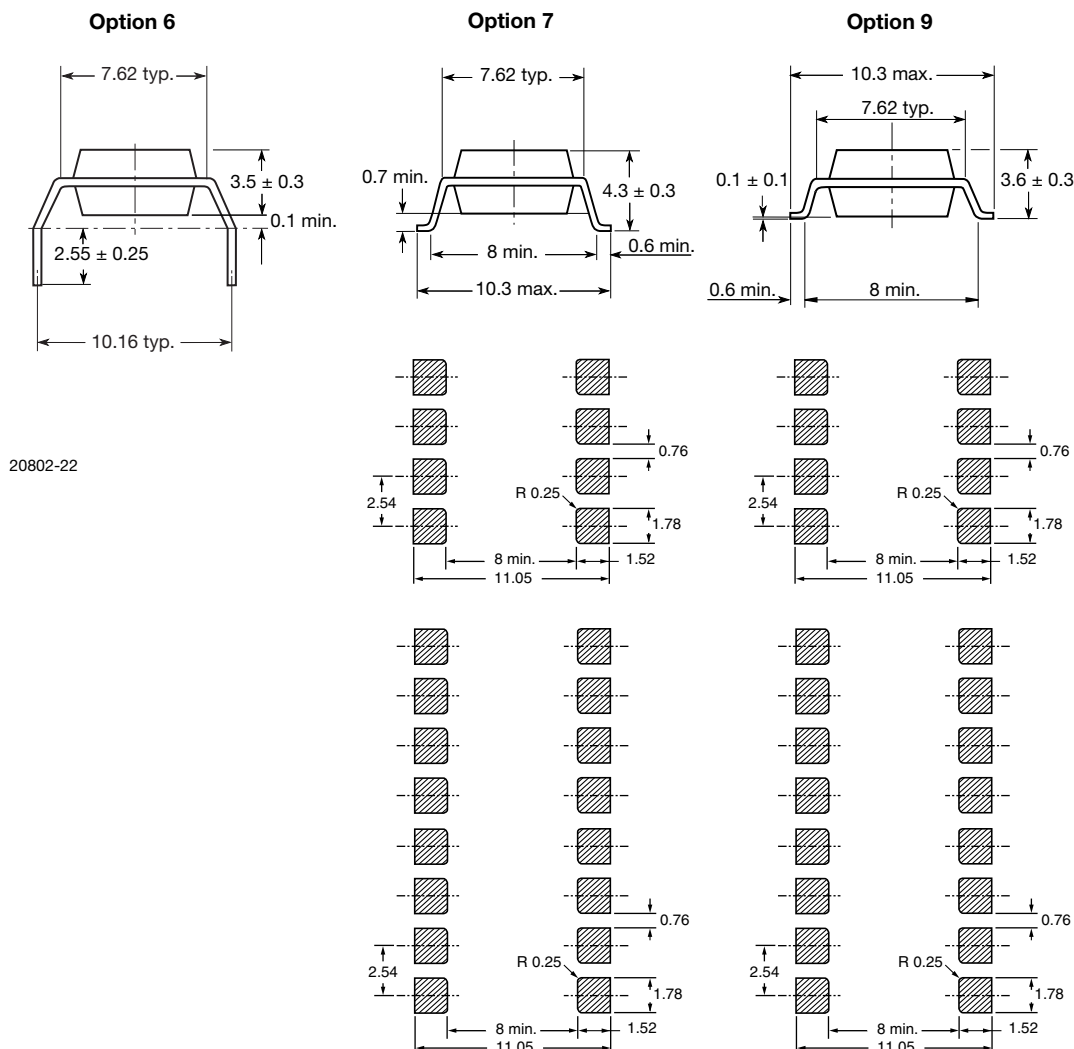 Option 6
7.62 typ.
3.5 ± 0.3
0.1 min.
2.55 ± 0.25
10.16 typ.
20802-22
Option 7
7.62 typ.
0.7 min.
4.3 ± 0.3
8 min.
0.6 min.
10.3 max.
0.76
R 0.25
2.54
1.78
8 min.
1.52
11.05
0.76
R 0.25
2.54
1.78
8 min.
1.52
11.05
Option 9
10.3 max.
7.62 typ.
0.1 ± 0.1
3.6 ± 0.3
0.6 min.
8 min.
0.76
R 0.25
2.54
1.78
8 min.
1.52
11.05
0.76
R 0.25
2.54
1.78
8 min.
1.52
11.05